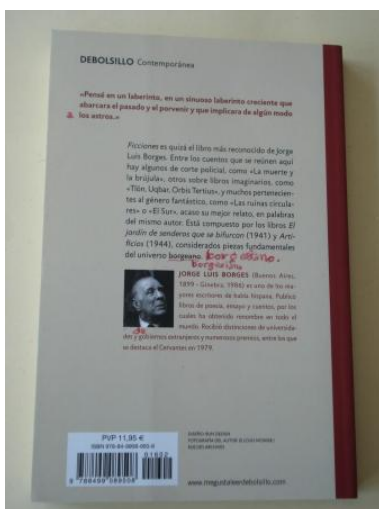 DEBOLSILLO Contemporánea
«Pensé en un laberinto, en un sinuoso laberinto creciente que
abarcara el pasado y el porvenir y que implicara de algún modo
a los astros.»
Ficciones es quizá el libro más reconocido de Jorge
Luis Borges. Entre los cuentos que se reúnen aquí
hay algunos de corte policial, como «La muerte y
la brújula», otros sobre libros imaginarios, como
«Tlön, Uqbar, Orbis Tertius», y muchos pertenecien-
tes al género fantástico, como «Las ruinas circula-
res» o «El Sur», acaso su mejor relato, en palabras
del mismo autor. Está compuesto por los libros El
jardín de senderos que se bifurcan (1941) y Arti-
ficios (1944), considerados piezas fundamentales
del universo borgeano.
JORGE LUIS BORGES (Buenos Aires,
1899 - Ginebra, 1986) es uno de los ma-
yores escritores de habla hispana. Publicó
libros de poesía, ensayo y cuentos, por los
cuales ha obtenido renombre en todo el
mundo. Recibió distinciones de universida-
des y gobiernos extranjeros y numerosos premios, entre los que
se destaca el Cervantes en 1979.
PVP 11,95 €
www.megustaleerdebolsillo.com